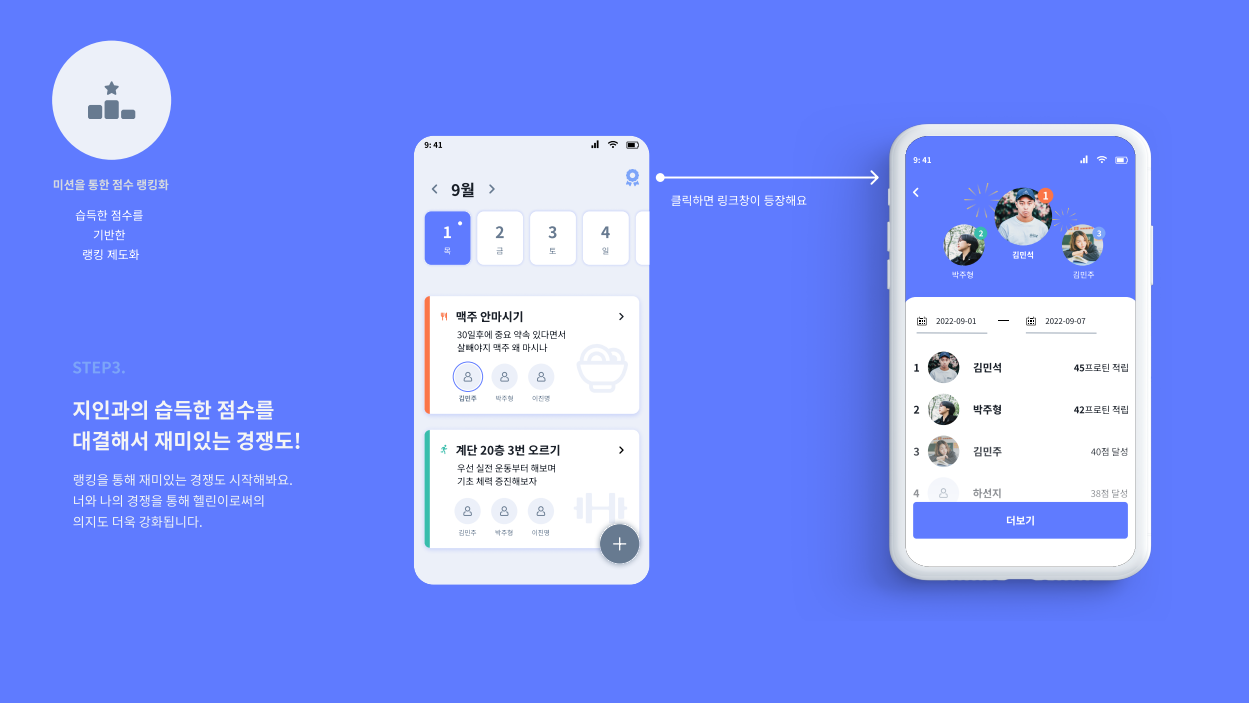 미션을 통한 점수 랭킹화
습득한 점수를
기반한
랭킹 제도화
STEP3.
지인과의 습득한 점수를
대결해서 재미있는 경쟁도!
랭킹을 통해 재미있는 경쟁도 시작해봐요.
너와 나의 경쟁을 통해 헬린이로써의
의지도 더욱 강화됩니다.
9:41
9월
1 2 3 4
목 금 토 일
맥주 안마시기
30일후에 중요 약속 있다면서
살빼야지 맥주 왜 마시나
김민주 박주형 이진영
계단 20층 3번 오르기
우선 실전 운동부터 해보며
기초 체력 증진해보자
김민주 박주형 이진영
클릭하면 링크창이 등장해요
9:41
1
2
3
김민석
박주형
김민주
2022-09-01 — 2022-09-07
1 김민석 45프로틴 적립
2 박주형 42프로틴 적립
3 김민주 40점 달성
4 하선지 38점 달성
더보기